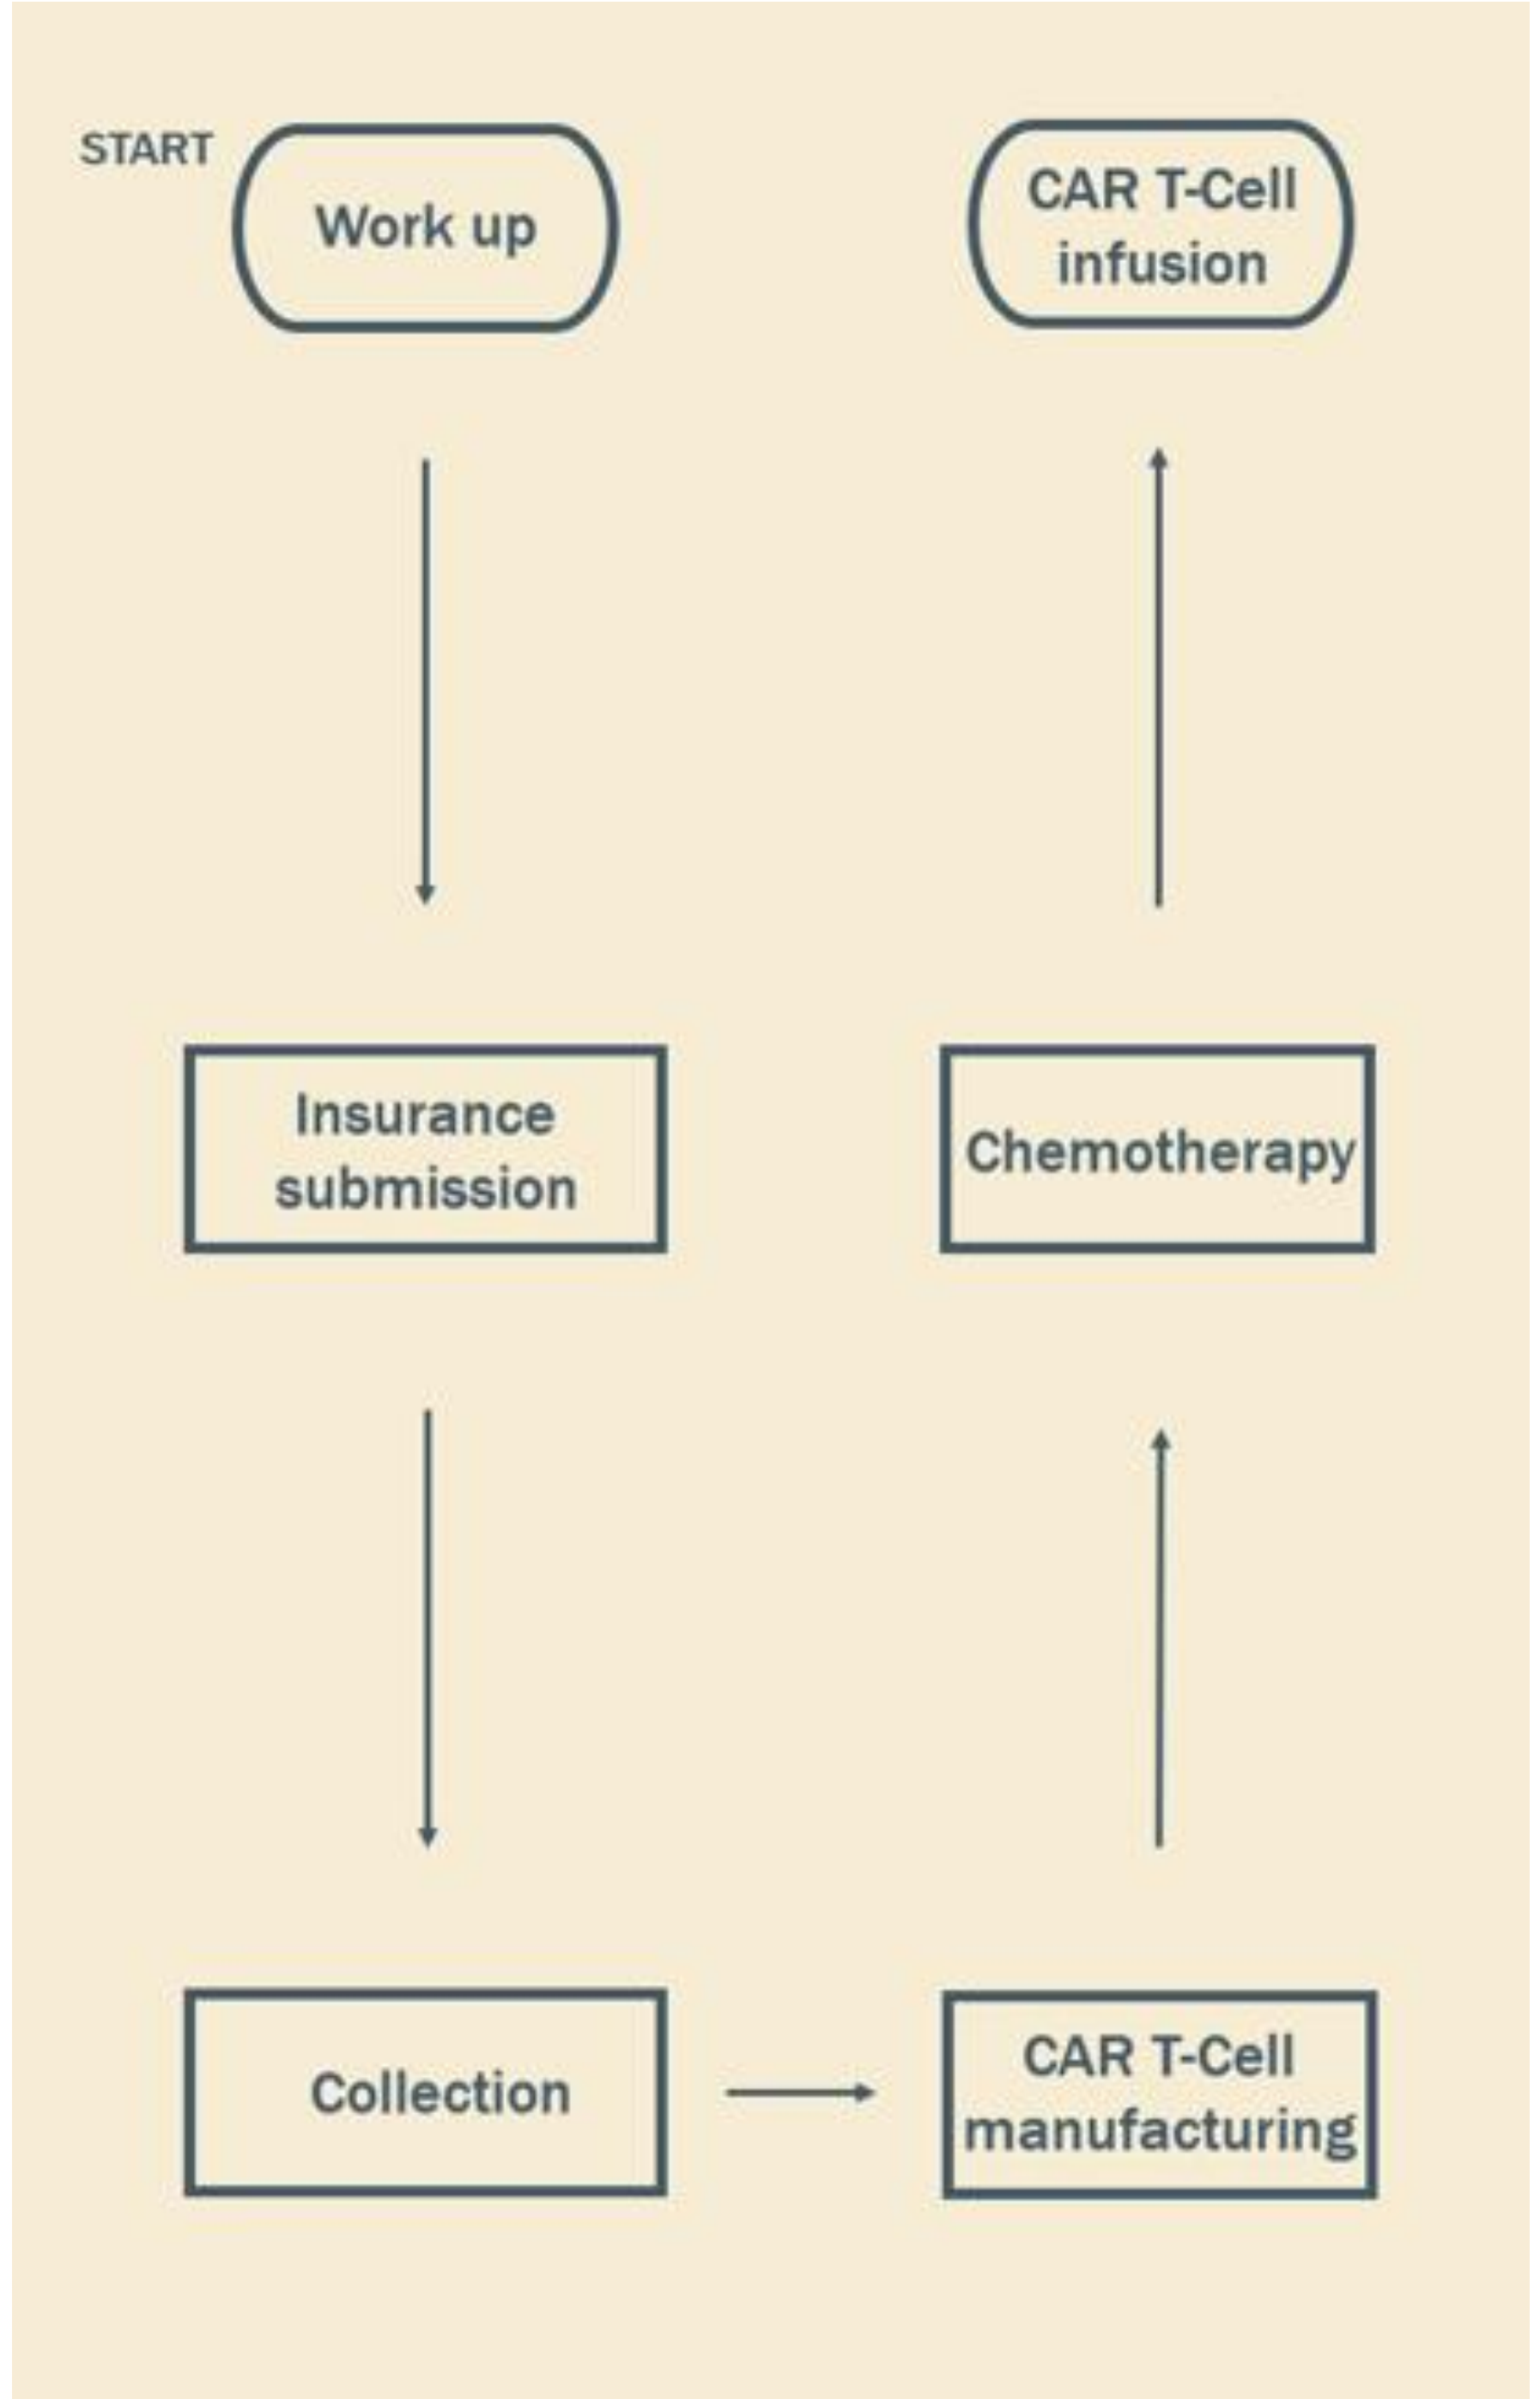 START
Work up
Insurance
submission
Collection
CAR T-Cell
manufacturing
Chemotherapy
CAR T-Cell
infusion